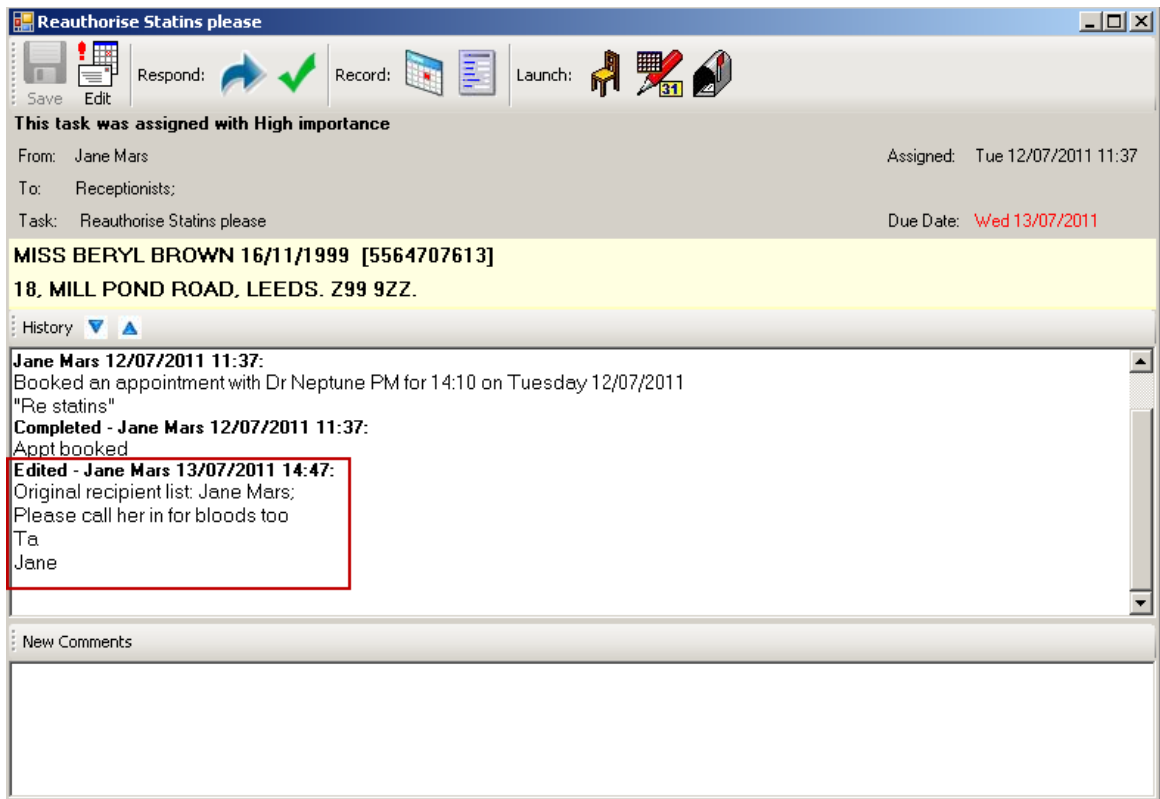 Reauthorise Statins please
Save Edit Respond: Record: Launch: 31
This task was assigned with High importance
From: Jane Mars Assigned: Tue 12/07/2011 11:37
To: Receptionists;
Task: Reauthorise Statins please Due Date: Wed 13/07/2011
MISS BERYL BROWN 16/11/1999 [5564707613]
18, MILL POND ROAD, LEEDS. Z99 9ZZ.
History
Jane Mars 12/07/2011 11:37:
Booked an appointment with Dr Neptune PM for 14:10 on Tuesday 12/07/2011
"Re statins"
Completed - Jane Mars 12/07/2011 11:37:
Appt booked
Edited - Jane Mars 13/07/2011 14:47:
Original recipient list: Jane Mars;
Please call her in for bloods too
Ta
Jane
New Comments